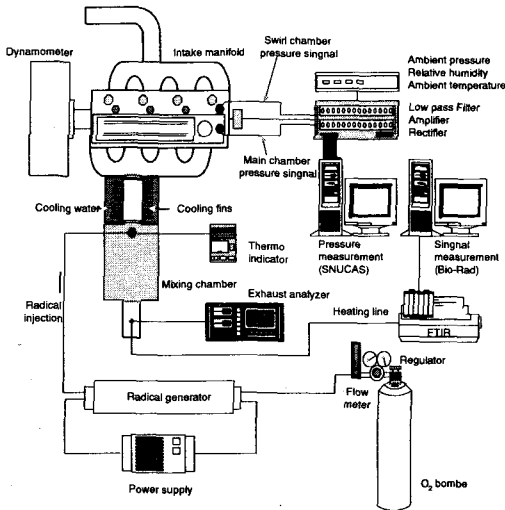 Dynamometer
Intake manifold
Swirl chamber
pressure singnal
Ambient pressure
Relative humidity
Ambient temperature
Low pass Filter
Amplifier
Rectifier
Main chamber
pressure singnal
Cooling water
Cooling fins
Thermo
indicator
Pressure
measurement
(SNUCAS)
Singnal
measurement
(Bio-Rad)
Mixing chamber
Radical
injection
Exhaust analyzer
Heating line
FTIR
Regulator
Flow
meter
Radical generator
Power supply
O₂ bombe